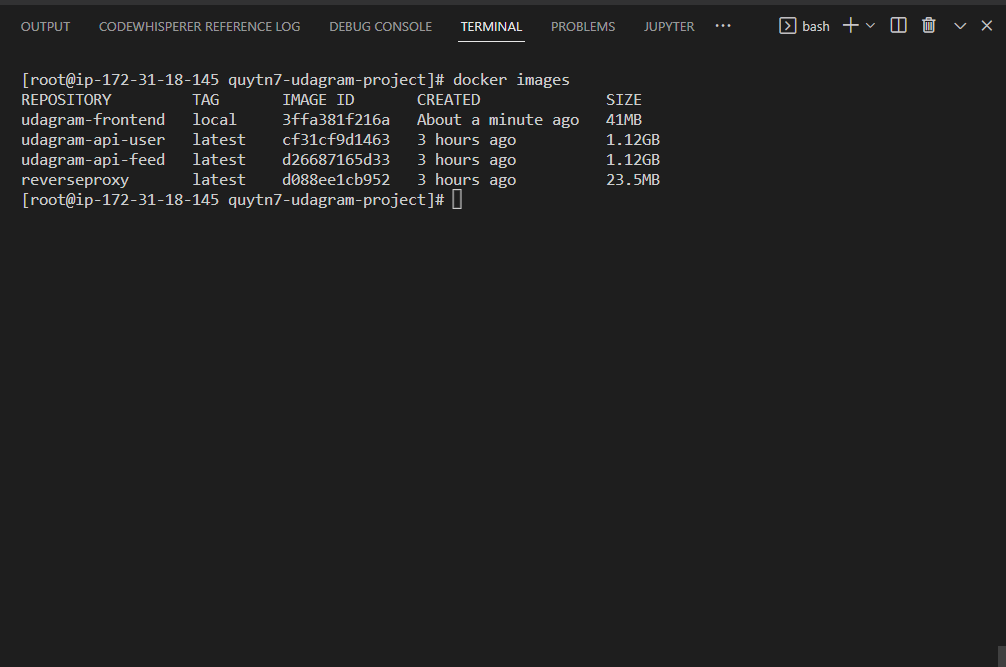 OUTPUT CODEWHISPERER REFERENCE LOG DEBUG CONSOLE TERMINAL PROBLEMS JUPYTER ··· bash
[root@ip-172-31-18-145 quytn7-udagram-project]# docker images
REPOSITORY TAG IMAGE ID CREATED SIZE
udagram-frontend local 3ffa381f216a About a minute ago 41MB
udagram-api-user latest cf31cf9d1463 3 hours ago 1.12GB
udagram-api-feed latest d26687165d33 3 hours ago 1.12GB
reverseproxy latest d088ee1cb952 3 hours ago 23.5MB
[root@ip-172-31-18-145 quytn7-udagram-project]#